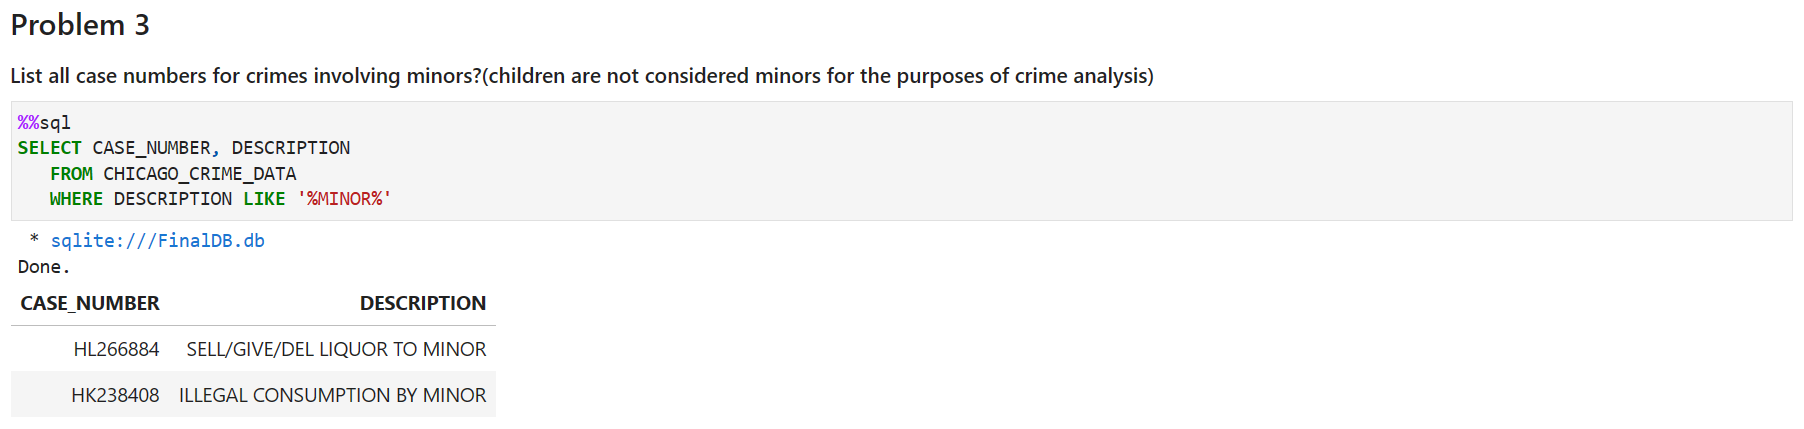 Problem 3
List all case numbers for crimes involving minors?(children are not considered minors for the purposes of crime analysis)
%%sql
SELECT CASE_NUMBER, DESCRIPTION
FROM CHICAGO_CRIME_DATA
WHERE DESCRIPTION LIKE '%MINOR%'
* sqlite:///FinalDB.db
Done.
CASE_NUMBER DESCRIPTION
HL266884 SELL/GIVE/DEL LIQUOR TO MINOR
HK238408 ILLEGAL CONSUMPTION BY MINOR